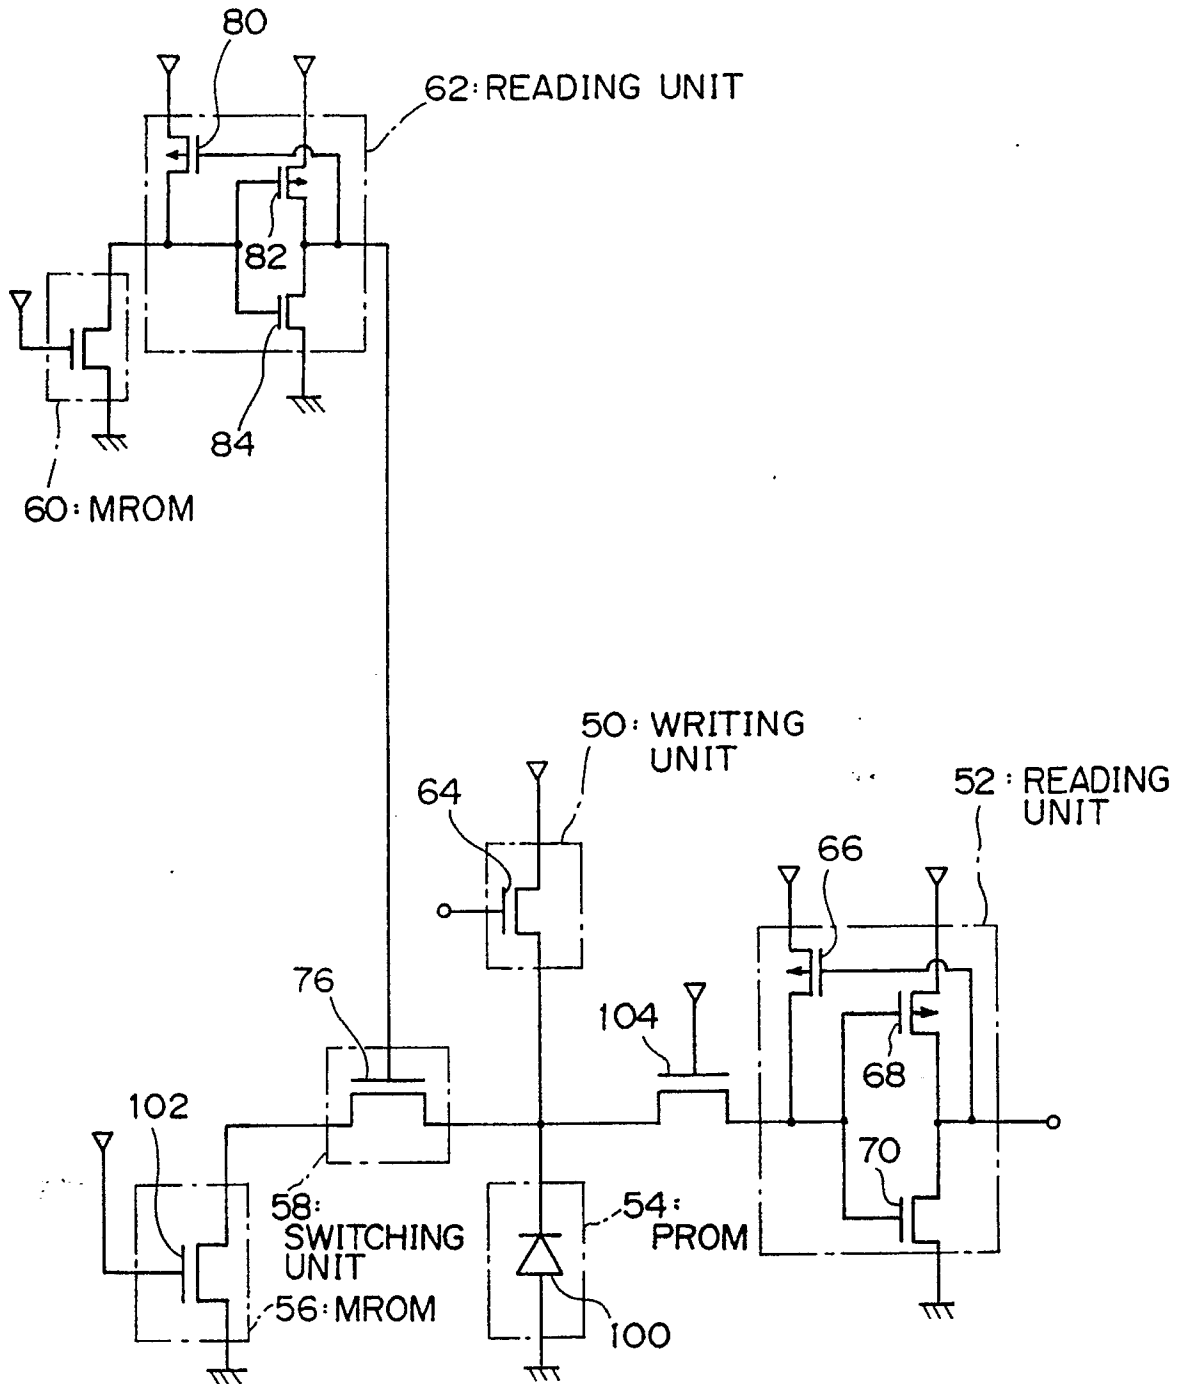 80
62: READING UNIT
82
84
60: MROM
50: WRITING
UNIT
64
52: READING
UNIT
66
76
104
68
102
70
58:
SWITCHING
UNIT
54:
PROM
56: MROM
100